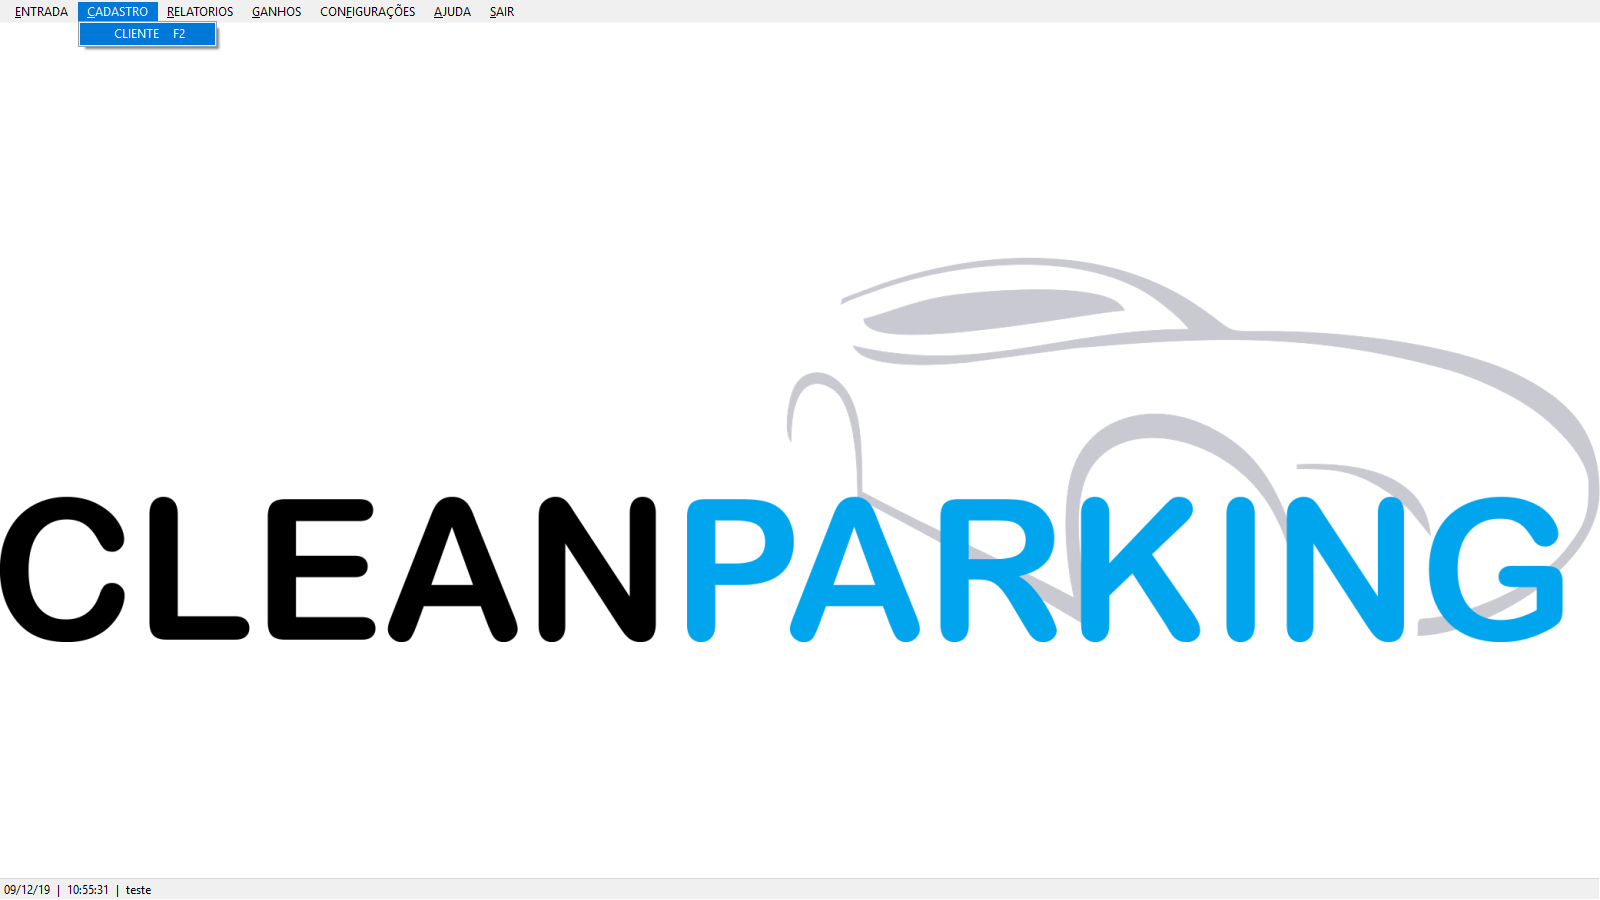 ENTRADA CADASTRO RELATORIOS GANHOS CONFIGURAÇÕES AJUDA SAIR
CLIENTE F2
CLEANPARKING
09/12/19 | 10:55:31 | teste